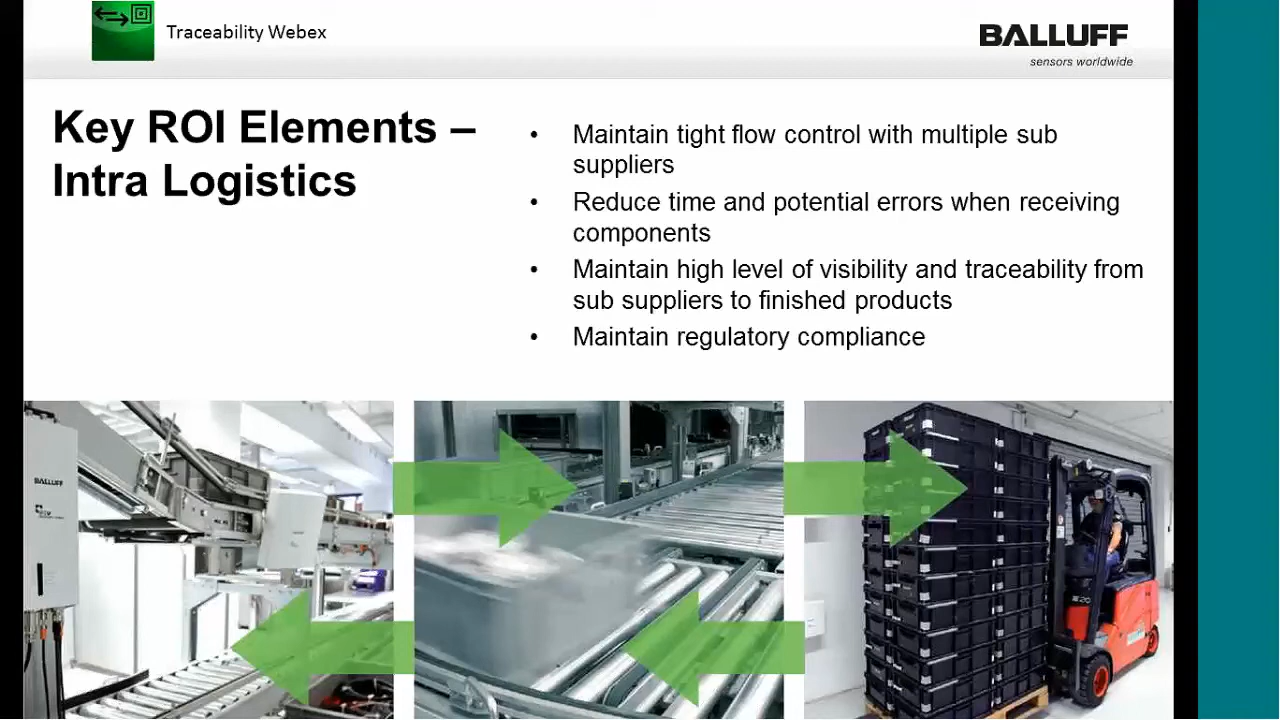 Traceability Webex
BALLUFF
sensors worldwide
Key ROI Elements –
Intra Logistics
• Maintain tight flow control with multiple sub
suppliers
• Reduce time and potential errors when receiving
components
• Maintain high level of visibility and traceability from
sub suppliers to finished products
• Maintain regulatory compliance
BALLUFF
E20